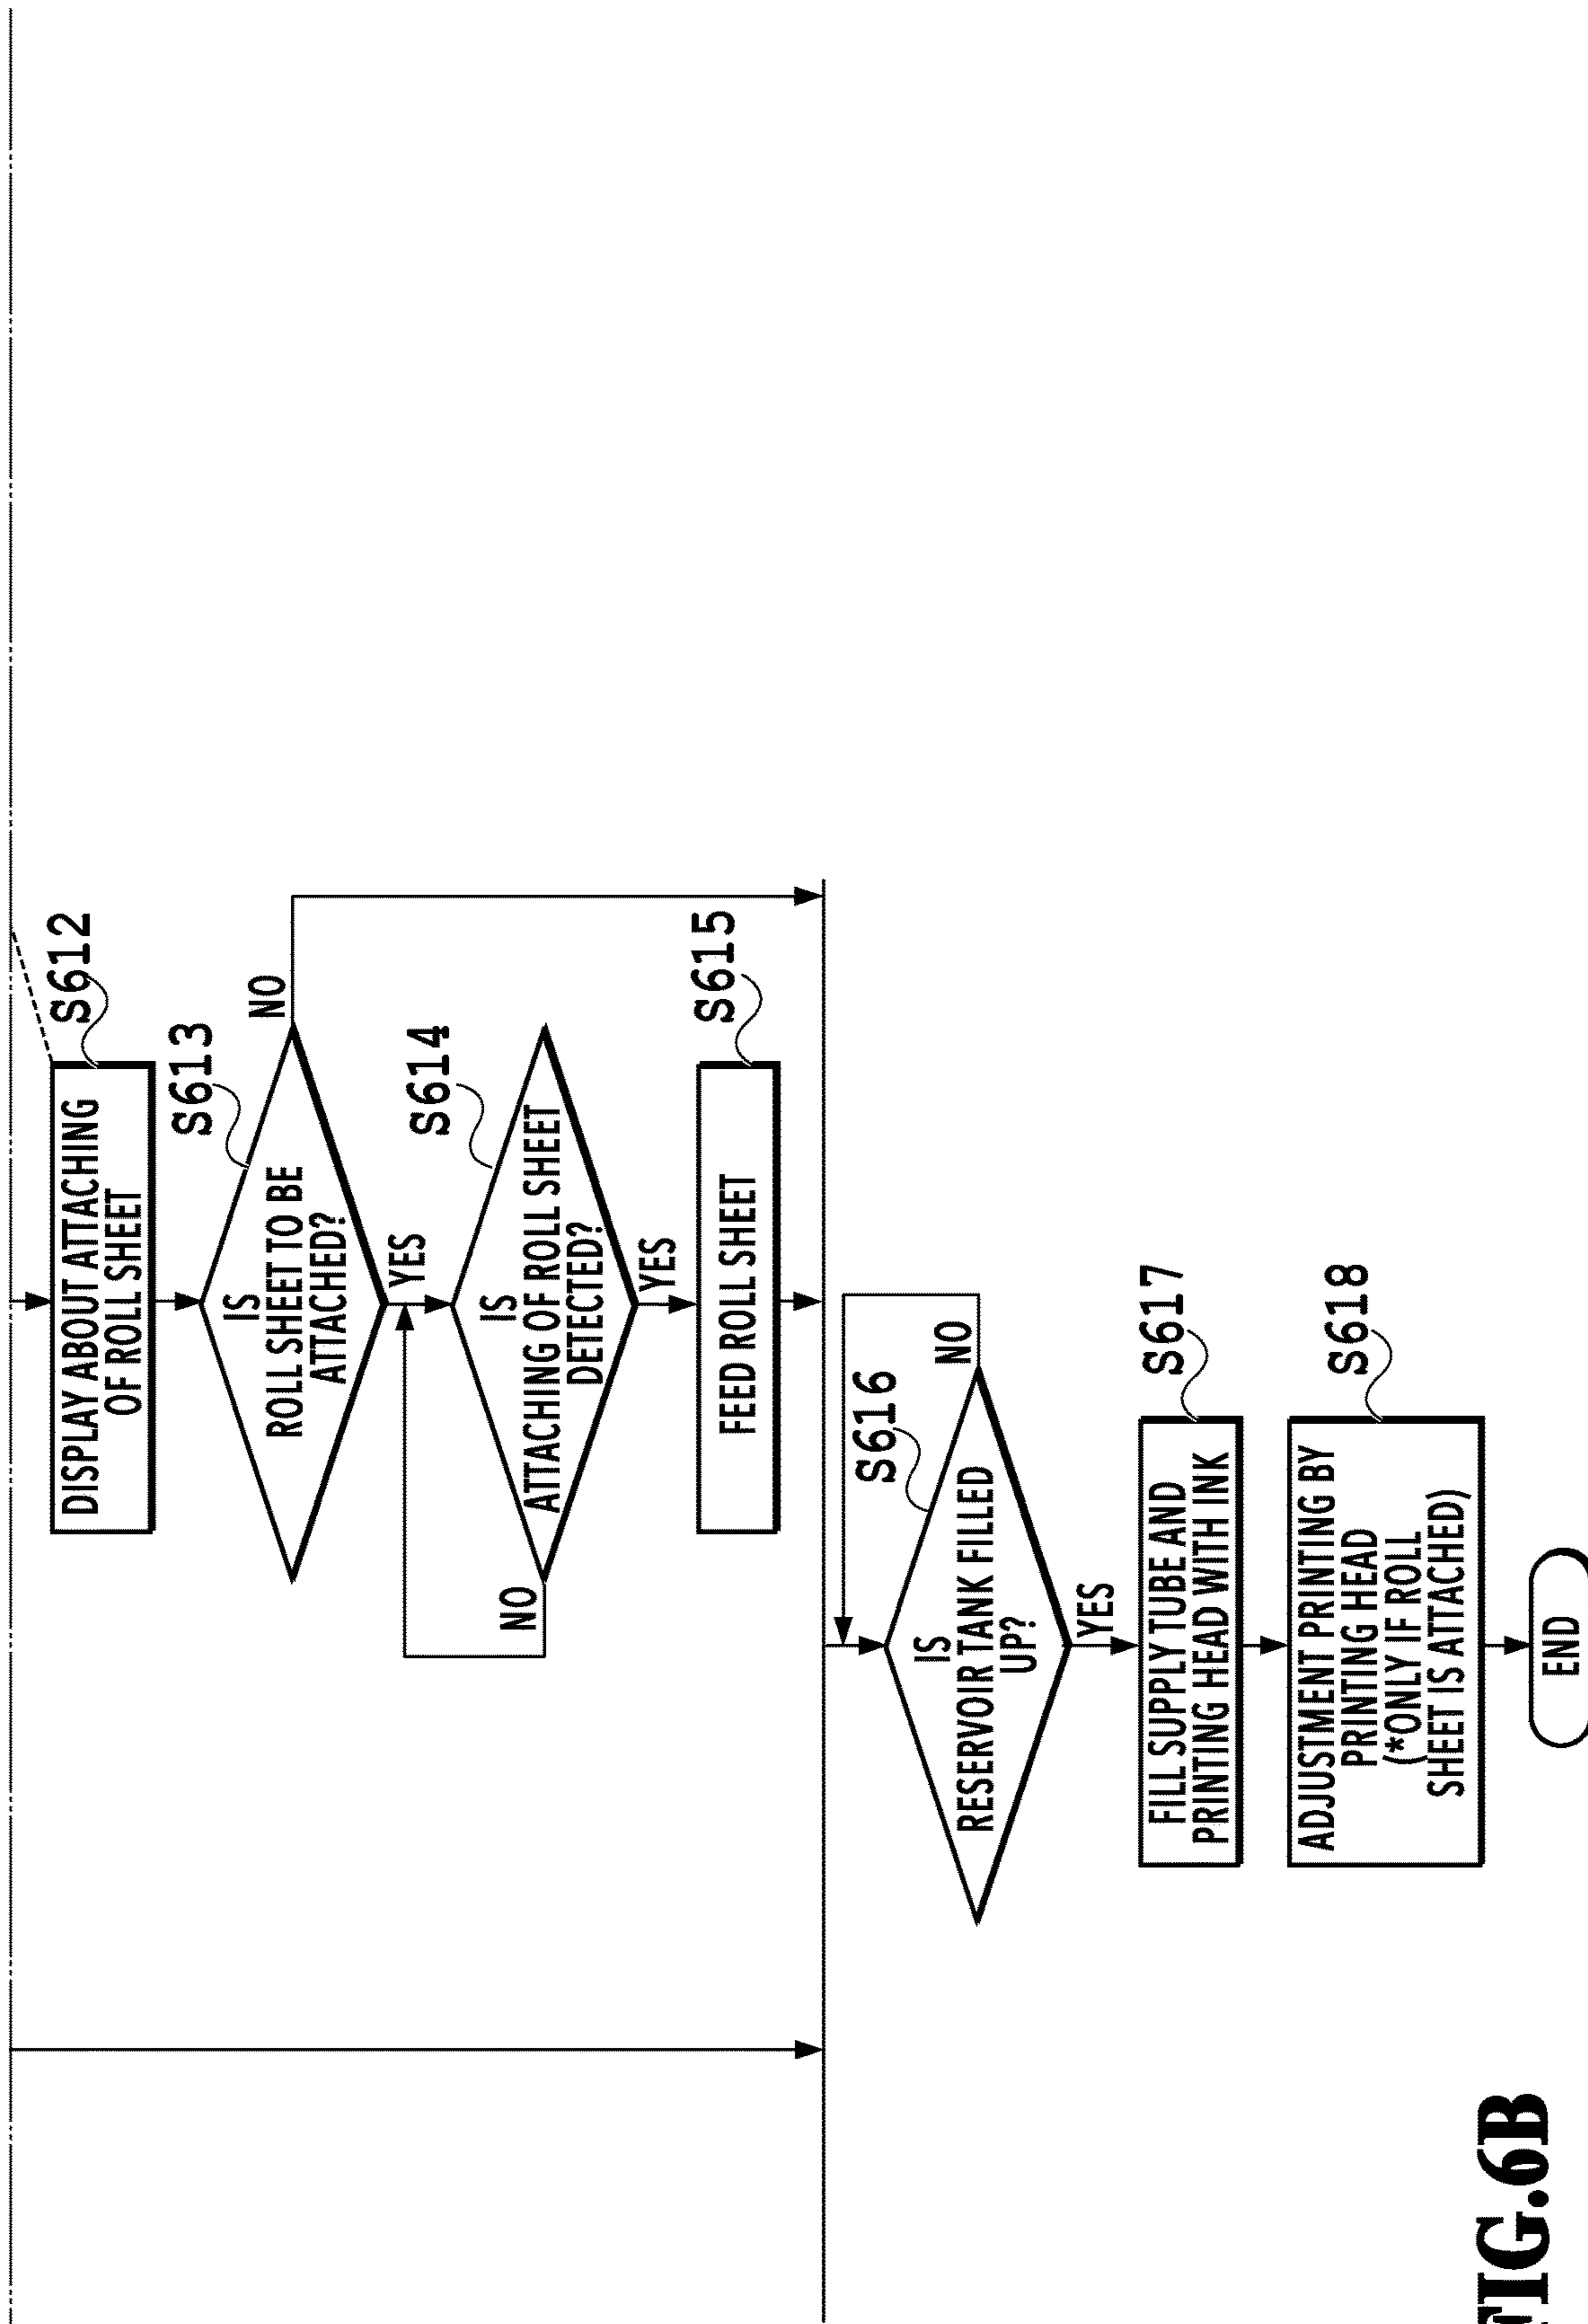 S612
DISPLAY ABOUT ATTACHING
OF ROLL SHEET
S613
IS
ROLL SHEET TO BE
ATTACHED?
NO
YES
S614
IS
ATTACHING OF ROLL SHEET
DETECTED?
NO
YES
S615
FEED ROLL SHEET
S616
IS
RESERVOIR TANK FILLED
UP?
NO
YES
S617
FILL SUPPLY TUBE AND
PRINTING HEAD WITH INK
S618
ADJUSTMENT PRINTING BY
PRINTING HEAD
(*ONLY IF ROLL
SHEET IS ATTACHED)
END
FIG.6B